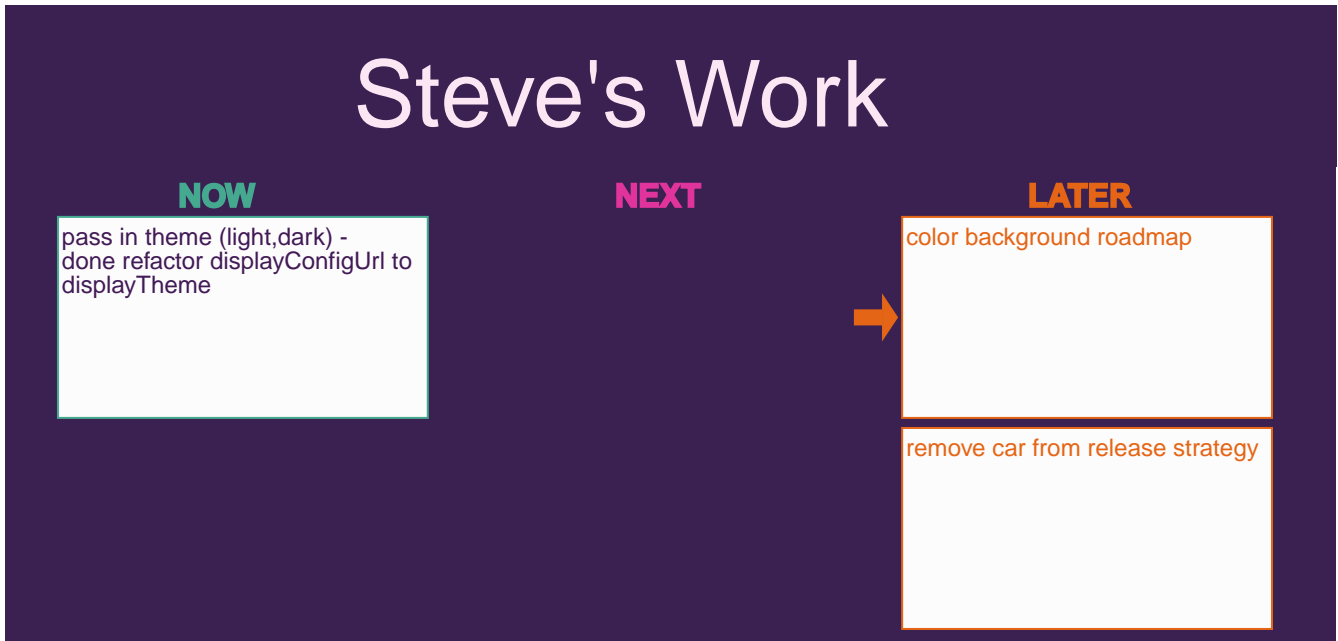 Steve's Work
NOW
NEXT
LATER
pass in theme (light,dark) -
done refactor displayConfigUrl to
displayTheme
color background roadmap
remove car from release strategy